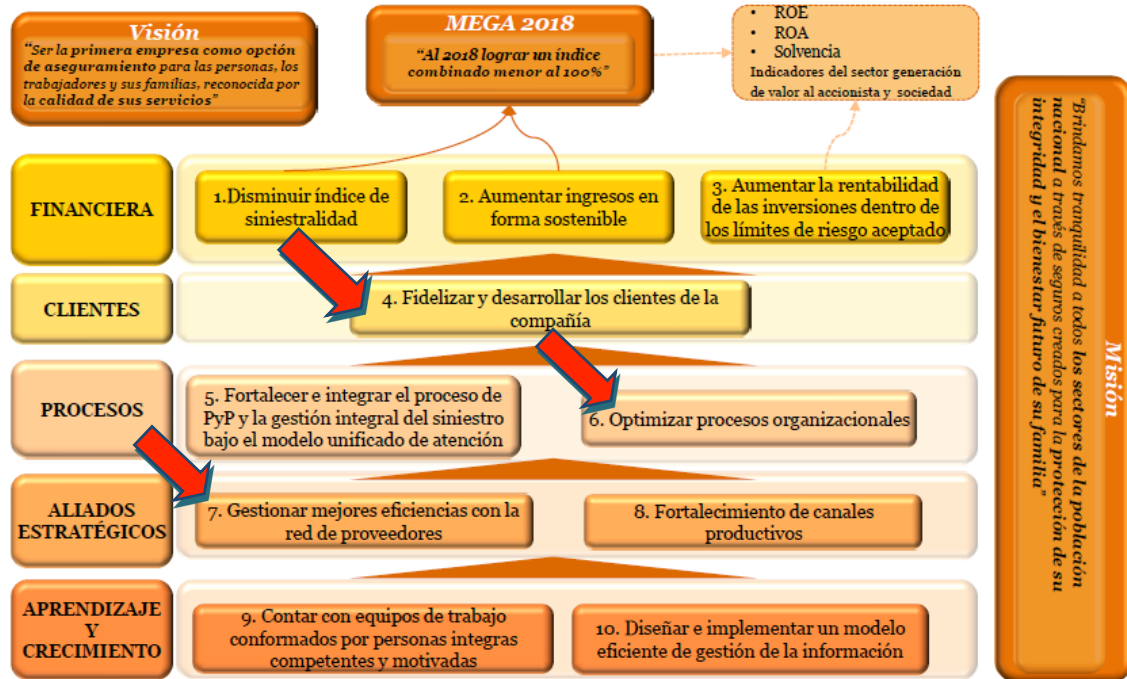 Visión
“Ser la primera empresa como opción
de aseguramiento para las personas, los
trabajadores y sus familias, reconocida por
la calidad de sus servicios”
MEGA 2018
“Al 2018 lograr un índice
combinado menor al 100%”
• ROE
• ROA
• Solvencia
Indicadores del sector generación
de valor al accionista y sociedad
FINANCIERA
1.Disminuir índice de
siniestralidad
2. Aumentar ingresos en
forma sostenible
3. Aumentar la rentabilidad
de las inversiones dentro de
los límites de riesgo aceptado
CLIENTES
4. Fidelizar y desarrollar los clientes de la
compañía
PROCESOS
5. Fortalecer e integrar el proceso de
PyP y la gestión integral del siniestro
bajo el modelo unificado de atención
6. Optimizar procesos organizacionales
ALIADOS
ESTRATÉGICOS
7. Gestionar mejores eficiencias con la
red de proveedores
8. Fortalecimiento de canales
productivos
APRENDIZAJE
Y
CRECIMIENTO
9. Contar con equipos de trabajo
conformados por personas integras
competentes y motivadas
10. Diseñar e implementar un modelo
eficiente de gestión de la información
Misión
“Brindamos tranquilidad a todos los sectores de la población
nacional a través de seguros creados para la protección de su
integridad y el bienestar futuro de su familia”